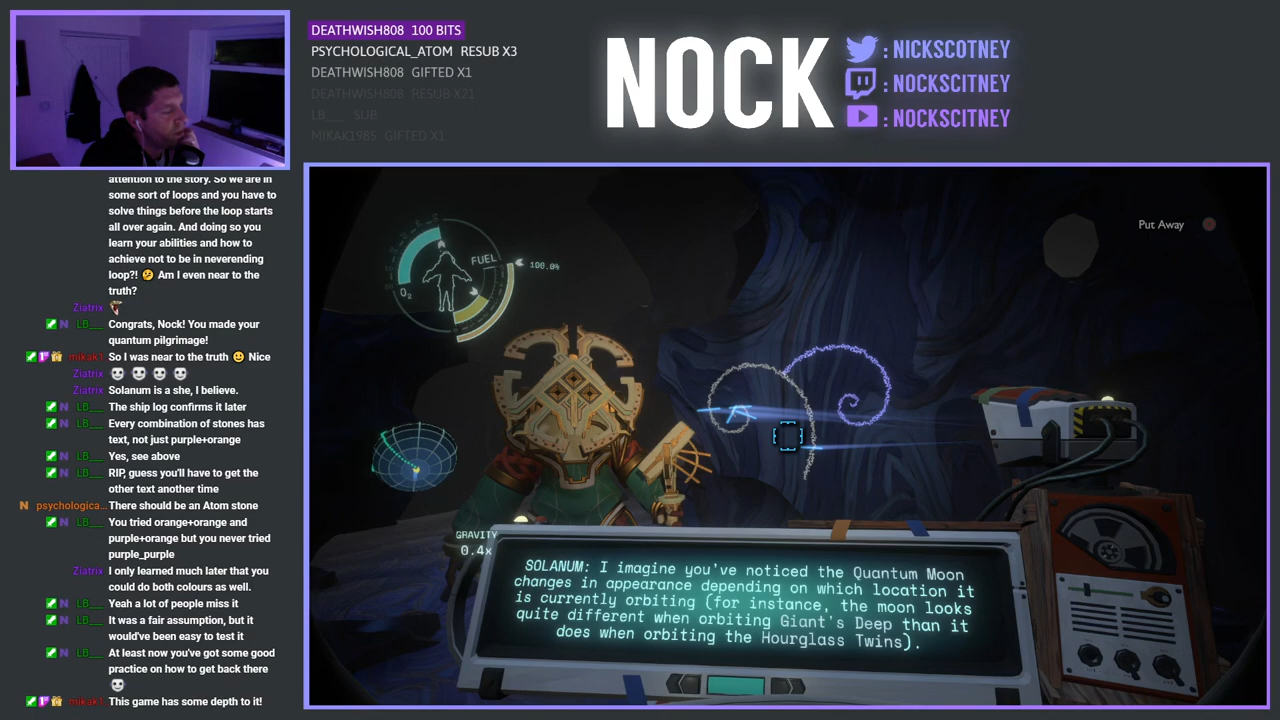 DEATHWISH808 100 BITS
PSYCHOLOGICAL_ATOM RESUB X3
DEATHWISH808 GIFTED X1
DEATHWISH808 RESUB X21
LB__ SUB
MIKAK1985 GIFTED X1
NOCK
: NICKSCOTNEY
: NOCKSCITNEY
: NOCKSCITNEY
attention to the story. So we are in
some sort of loops and you have to
solve things before the loop starts
all over again. And doing so you
learn your abilities and how to
achieve not to be in neverending
loop?! 🤔 Am I even near to the
truth?
Ziatrix
N LB__ Congrats, Nock! You made your
quantum pilgrimage!
mikak1 So I was near to the truth 🙂 Nice
Ziatrix
Ziatrix Solanum is a she, I believe.
N LB__ The ship log confirms it later
N LB__ Every combination of stones has
text, not just purple+orange
N LB__ Yes, see above
N LB__ RIP, guess you'll have to get the
other text another time
N psychologica... There should be an Atom stone
N LB__ You tried orange+orange and
purple+orange but you never tried
purple_purple
Ziatrix I only learned much later that you
could do both colours as well.
N LB__ Yeah a lot of people miss it
N LB__ It was a fair assumption, but it
would've been easy to test it
N LB__ At least now you've got some good
practice on how to get back there
mikak1 This game has some depth to it!
Put Away
FUEL
100.0%
O2
GRAVITY
0.4x
SOLANUM: I imagine you've noticed the Quantum Moon
changes in appearance depending on which location it
is currently orbiting (for instance, the moon looks
quite different when orbiting Giant's Deep than it
does when orbiting the Hourglass Twins).